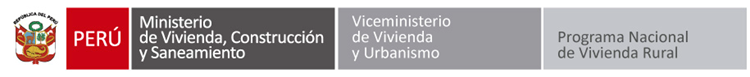 REPÚBLICA DEL PERÚ
PERÚ
Ministerio
de Vivienda, Construcción
y Saneamiento
Viceministerio
de Vivienda
y Urbanismo
Programa Nacional
de Vivienda Rural